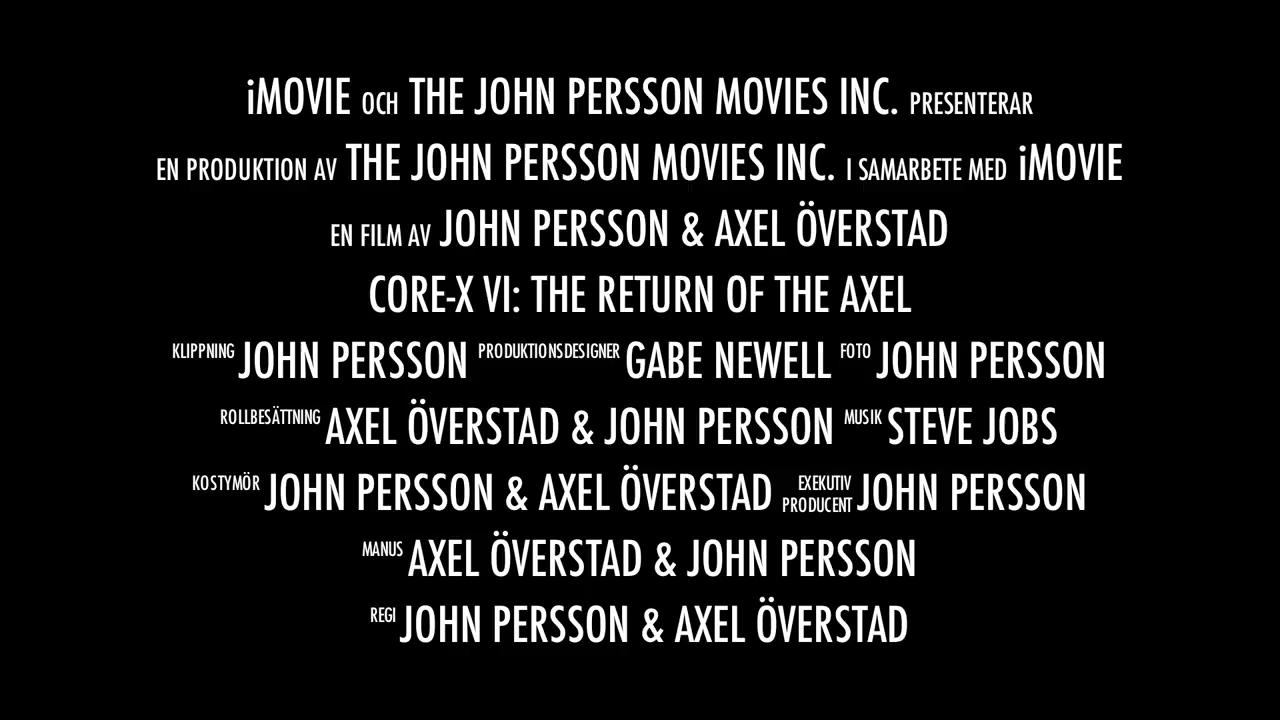 iMOVIE OCH THE JOHN PERSSON MOVIES INC. PRESENTERAR
EN PRODUKTION AV THE JOHN PERSSON MOVIES INC. I SAMARBETE MED iMOVIE
EN FILM AV JOHN PERSSON & AXEL ÖVERSTAD
CORE-X VI: THE RETURN OF THE AXEL
KLIPPNING JOHN PERSSON PRODUKTIONSDESIGNER GABE NEWELL FOTO JOHN PERSSON
ROLLBESÄTTNING AXEL ÖVERSTAD & JOHN PERSSON MUSIK STEVE JOBS
KOSTYMÖR JOHN PERSSON & AXEL ÖVERSTAD EXEKUTIV PRODUCENT JOHN PERSSON
MANUS AXEL ÖVERSTAD & JOHN PERSSON
REGI JOHN PERSSON & AXEL ÖVERSTAD